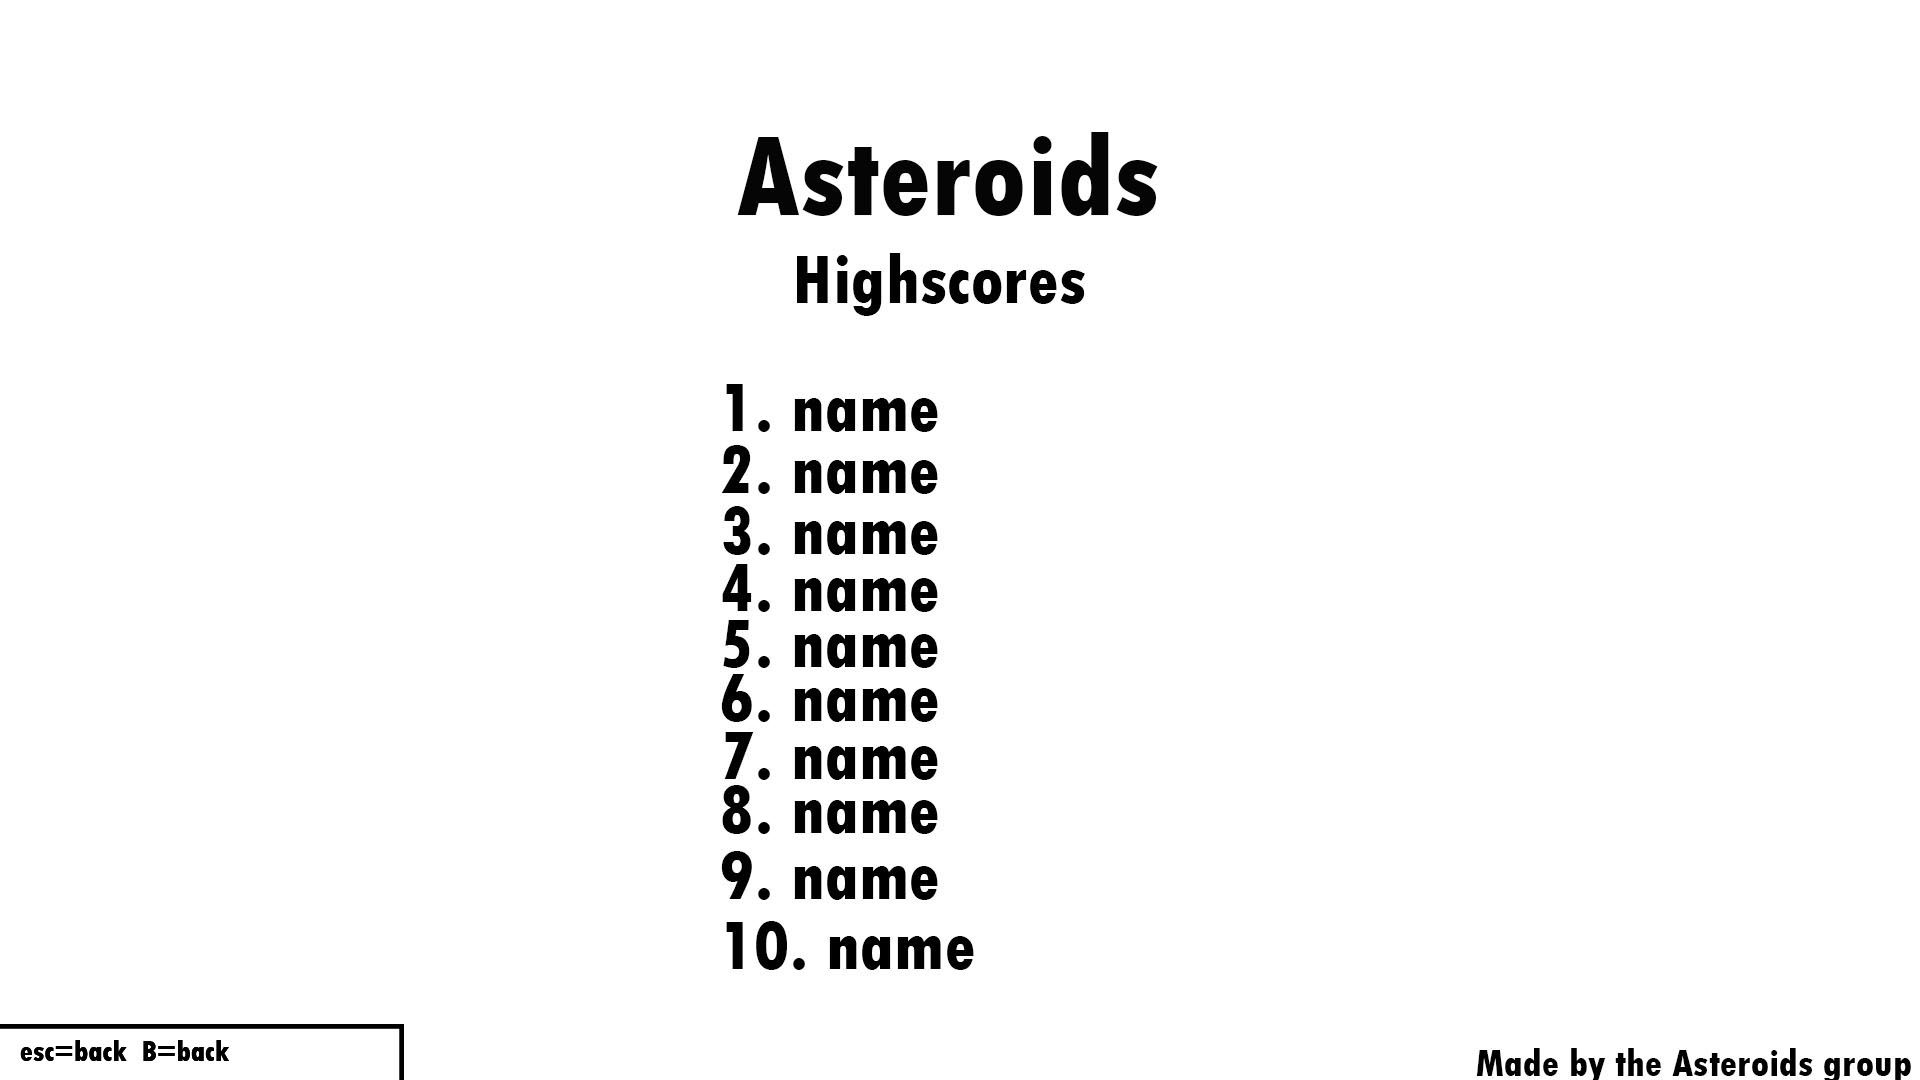 Asteroids
Highscores
1. name
2. name
3. name
4. name
5. name
6. name
7. name
8. name
9. name
10. name
esc=back B=back
Made by the Asteroids group